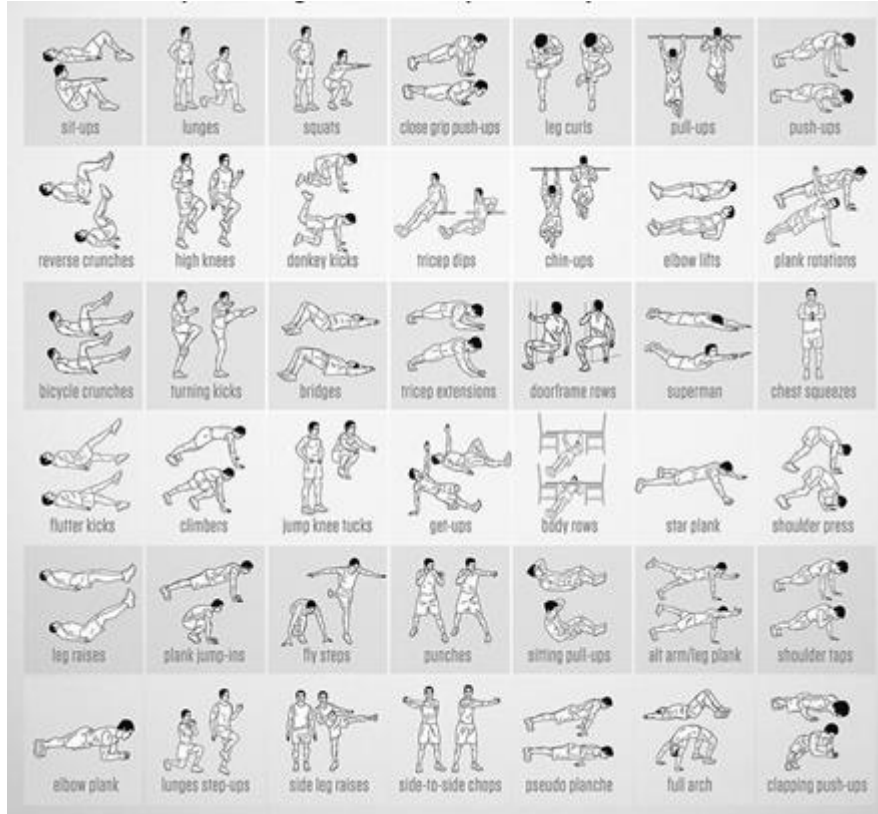 sit-ups
lunges
squats
close grip push-ups
leg curls
pull-ups
push-ups
reverse crunches
high knees
donkey kicks
tricep dips
chin-ups
elbow lifts
plank rotations
bicycle crunches
turning kicks
bridges
tricep extensions
doorframe rows
superman
chest squeezes
flutter kicks
climbers
jump knee tucks
get-ups
body rows
star plank
shoulder press
leg raises
plank jump-ins
fly steps
punches
sitting pull-ups
alt arm/leg plank
shoulder taps
elbow plank
lunges step-ups
side leg raises
side-to-side chops
pseudo planche
full arch
clapping push-ups